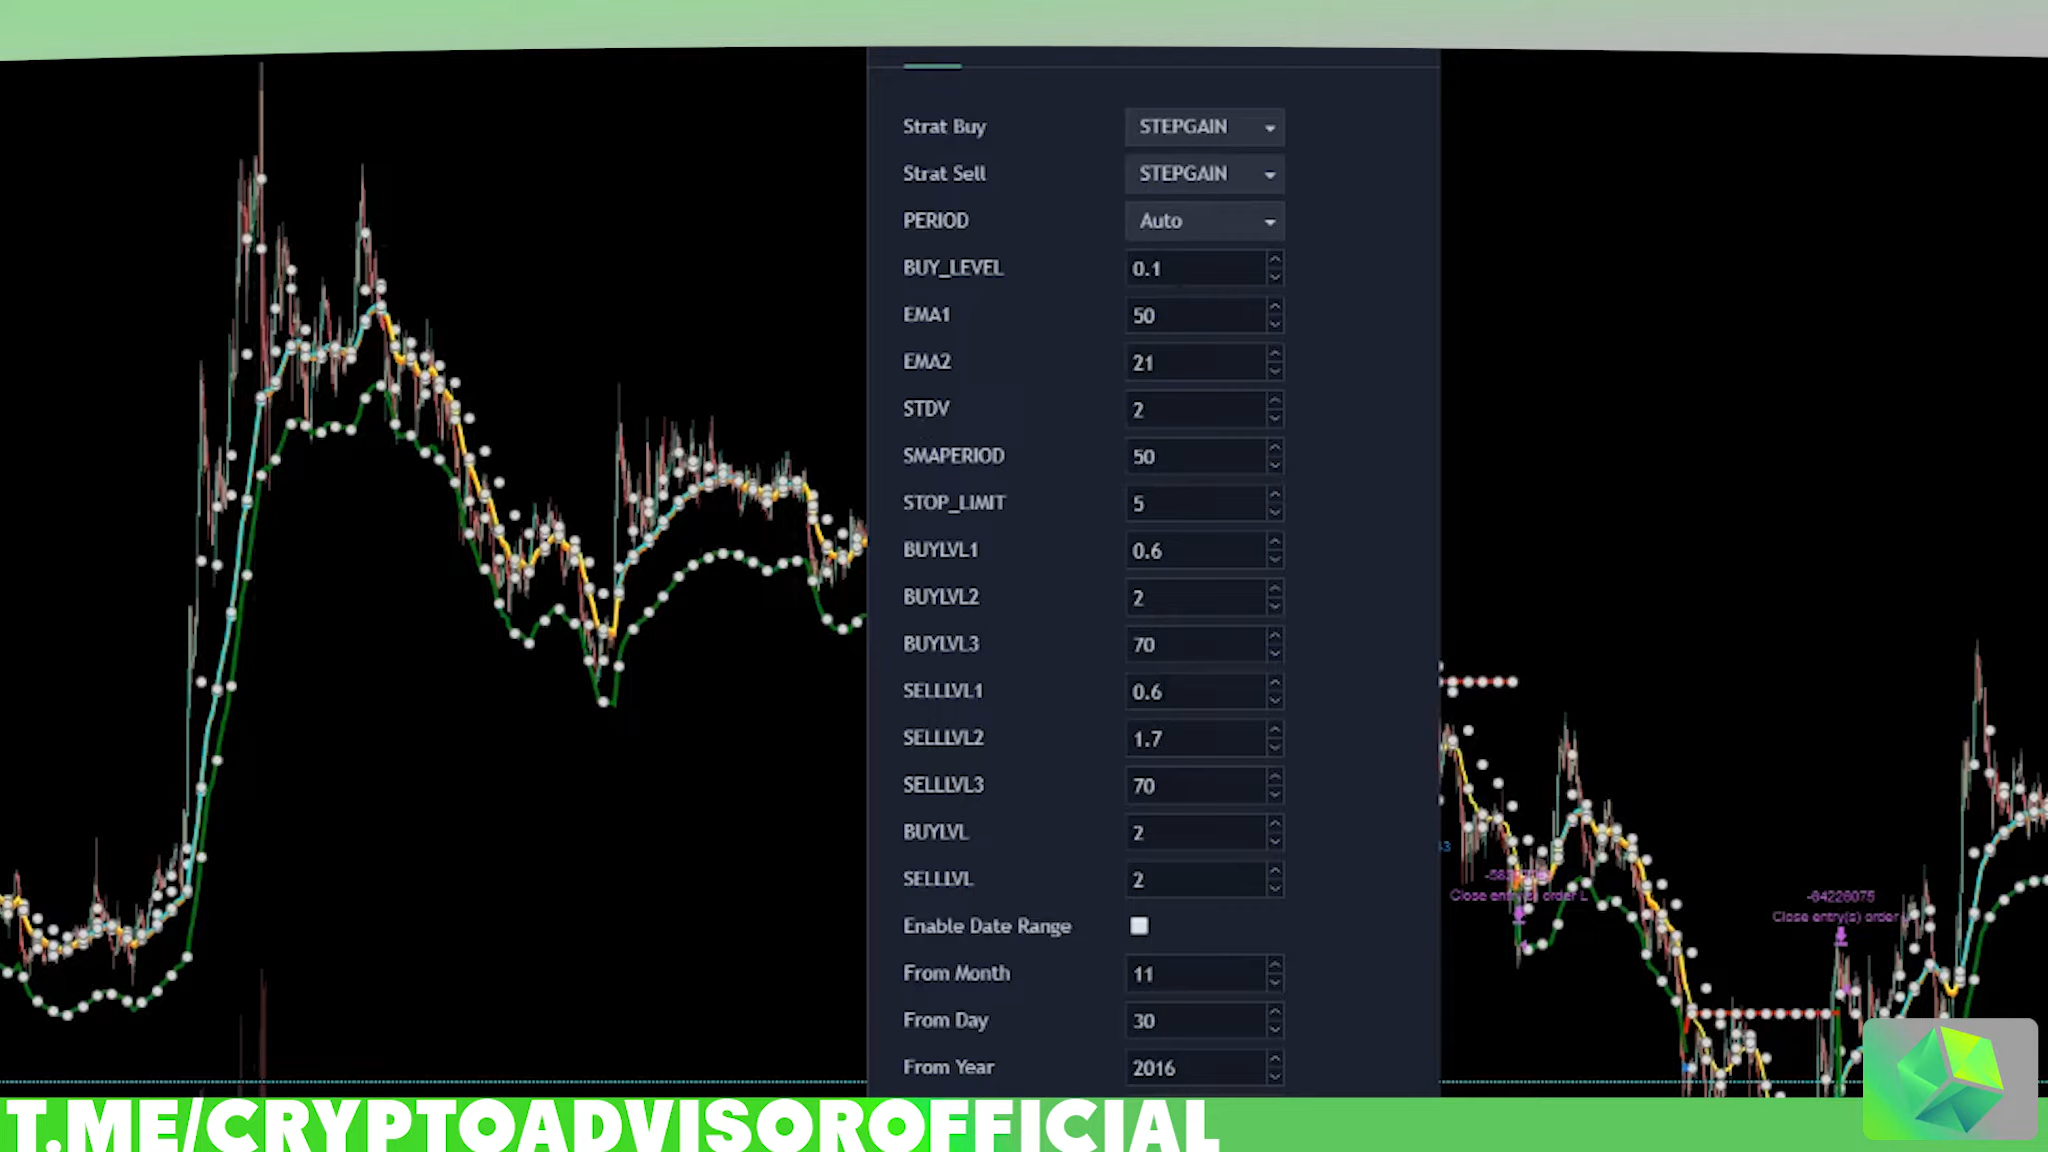 Strat Buy STEPGAIN
Strat Sell STEPGAIN
PERIOD Auto
BUY_LEVEL 0.1
EMA1 50
EMA2 21
STDV 2
SMAPERIOD 50
STOP_LIMIT 5
BUYLVL1 0.6
BUYLVL2 2
BUYLVL3 70
SELLLVL1 0.6
SELLLVL2 1.7
SELLLVL3 70
BUYLVL 2
SELLLVL 2
Enable Date Range
From Month 11
From Day 30
From Year 2016
Close entry(s) order L
-84226075
Close entry(s) order
T.ME/CRYPTOADVISOROFFICIAL